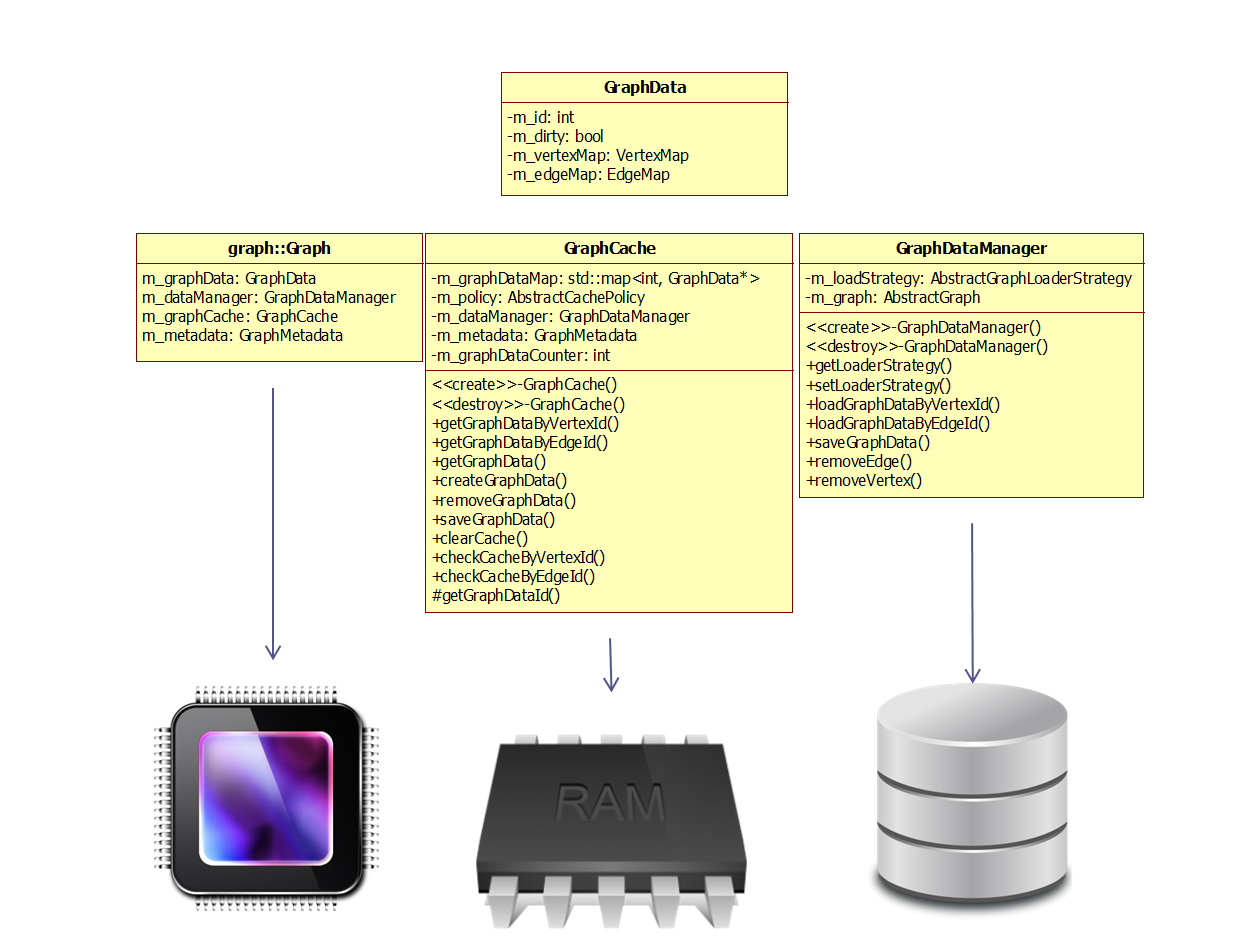 GraphData
-m_id: int
-m_dirty: bool
-m_vertexMap: VertexMap
-m_edgeMap: EdgeMap
graph::Graph
m_graphData: GraphData
m_dataManager: GraphDataManager
m_graphCache: GraphCache
m_metadata: GraphMetadata
GraphCache
-m_graphDataMap: std::map<int, GraphData*>
-m_policy: AbstractCachePolicy
-m_dataManager: GraphDataManager
-m_metadata: GraphMetadata
-m_graphDataCounter: int
<<create>>-GraphCache()
<<destroy>>-GraphCache()
+getGraphDataByVertexId()
+getGraphDataByEdgeId()
+getGraphData()
+createGraphData()
+removeGraphData()
+saveGraphData()
+clearCache()
+checkCacheByVertexId()
+checkCacheByEdgeId()
#getGraphDataId()
GraphDataManager
-m_loadStrategy: AbstractGraphLoaderStrategy
-m_graph: AbstractGraph
<<create>>-GraphDataManager()
<<destroy>>-GraphDataManager()
+getLoaderStrategy()
+setLoaderStrategy()
+loadGraphDataByVertexId()
+loadGraphDataByEdgeId()
+saveGraphData()
+removeEdge()
+removeVertex()
RAM